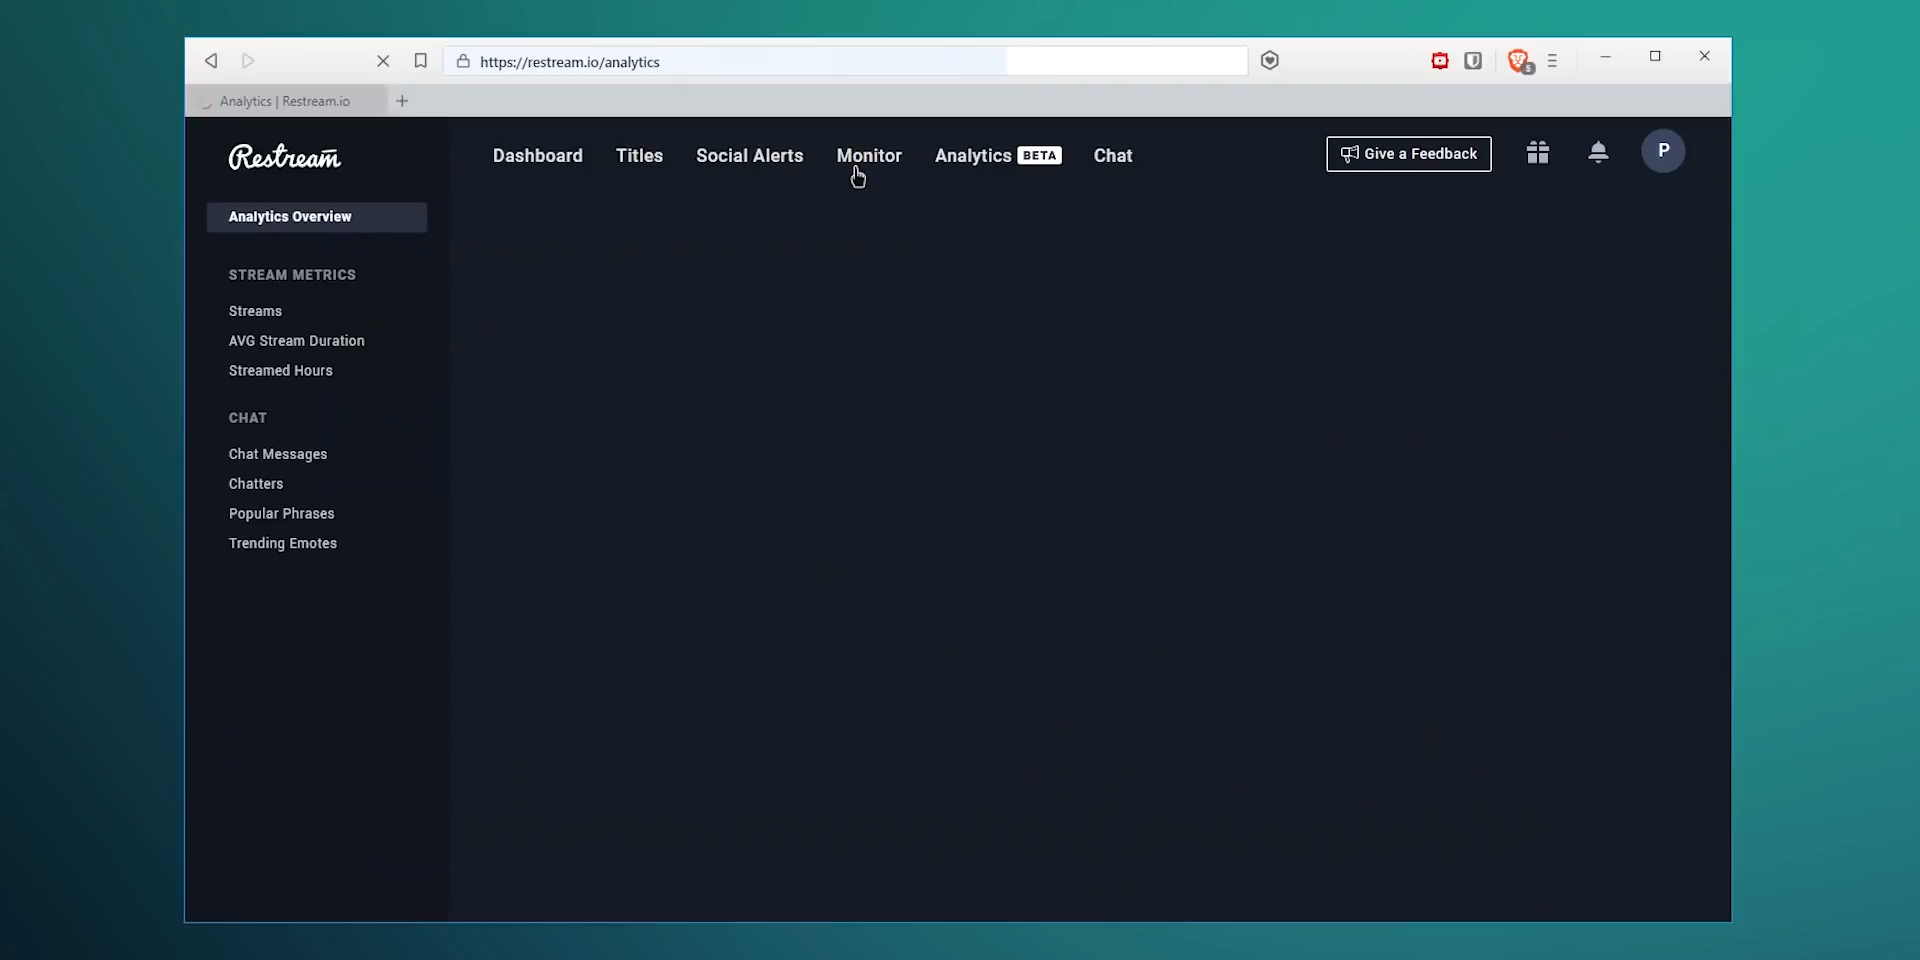 https://restream.io/analytics
5
Analytics | Restream.io
Restream
Dashboard
Titles
Social Alerts
Monitor
Analytics BETA
Chat
Give a Feedback
P
Analytics Overview
STREAM METRICS
Streams
AVG Stream Duration
Streamed Hours
CHAT
Chat Messages
Chatters
Popular Phrases
Trending Emotes